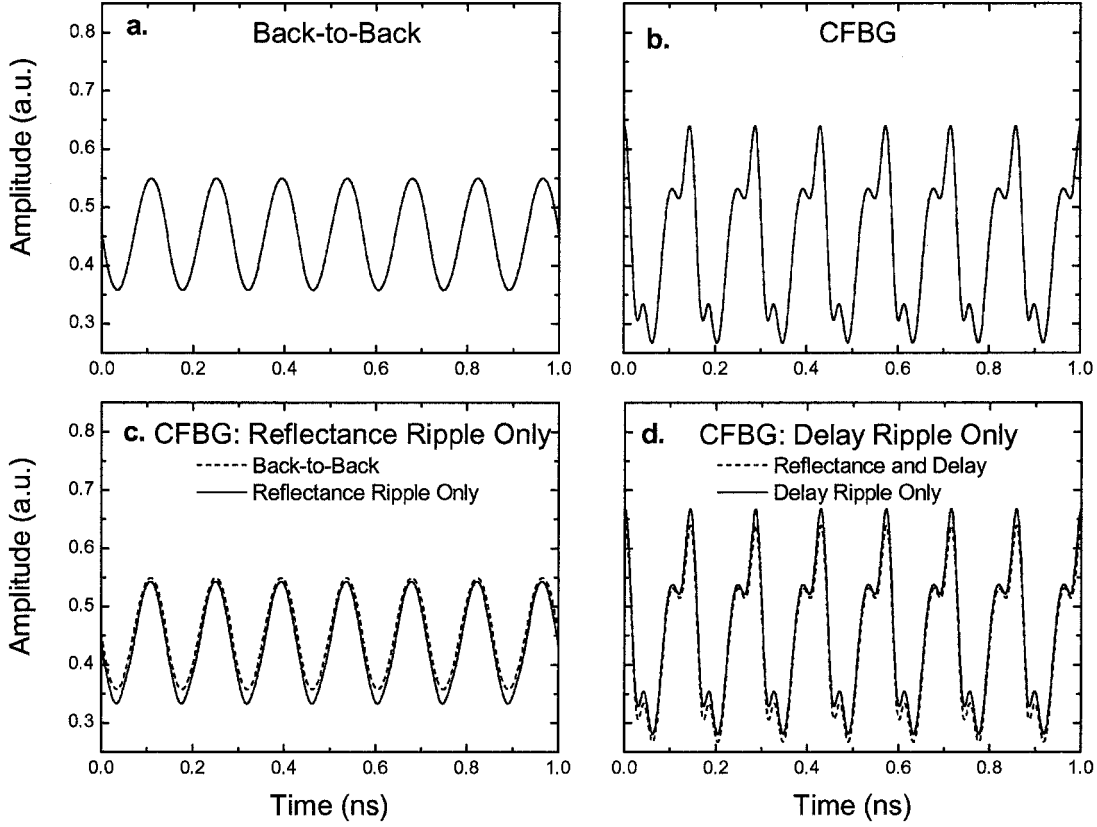 a.
Back-to-Back
Amplitude (a.u.)
0.8
0.7
0.6
0.5
0.4
0.3
0.0 0.2 0.4 0.6 0.8 1.0
b.
CFBG
0.0 0.2 0.4 0.6 0.8 1.0
c. CFBG: Reflectance Ripple Only
Back-to-Back
Reflectance Ripple Only
Amplitude (a.u.)
0.8
0.7
0.6
0.5
0.4
0.3
0.0 0.2 0.4 0.6 0.8 1.0
Time (ns)
d. CFBG: Delay Ripple Only
Reflectance and Delay
Delay Ripple Only
0.0 0.2 0.4 0.6 0.8 1.0
Time (ns)